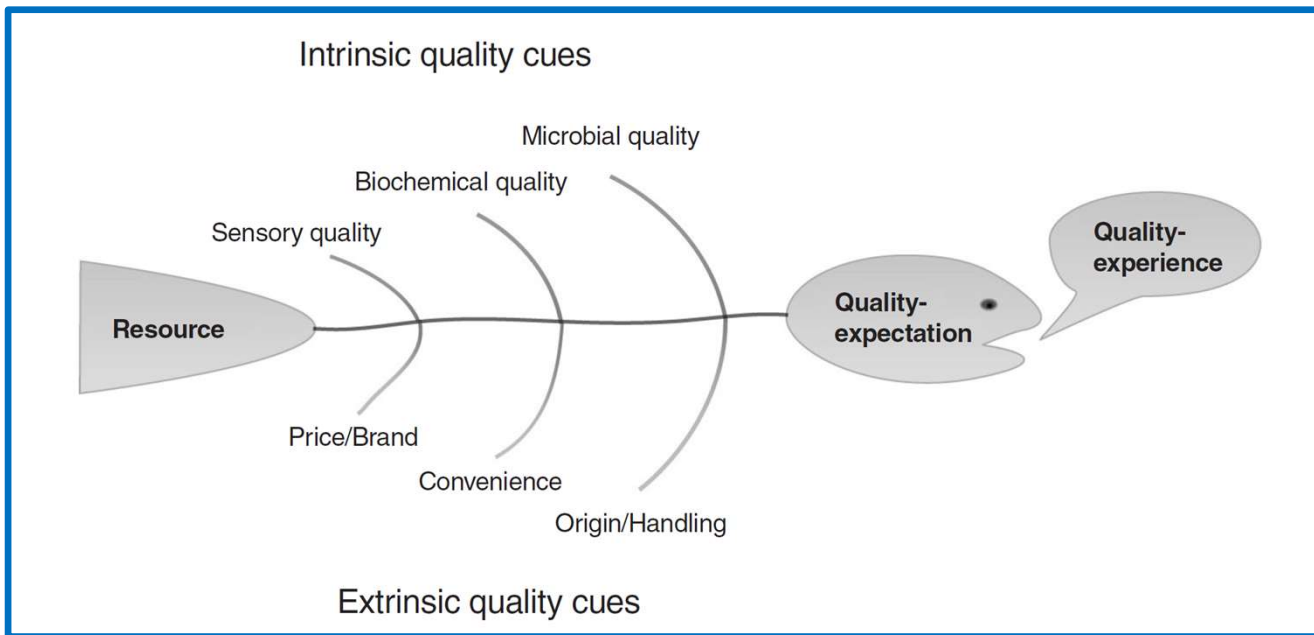 Intrinsic quality cues
Microbial quality
Biochemical quality
Sensory quality
Quality-
experience
Resource
Quality-
expectation
Price/Brand
Convenience
Origin/Handling
Extrinsic quality cues